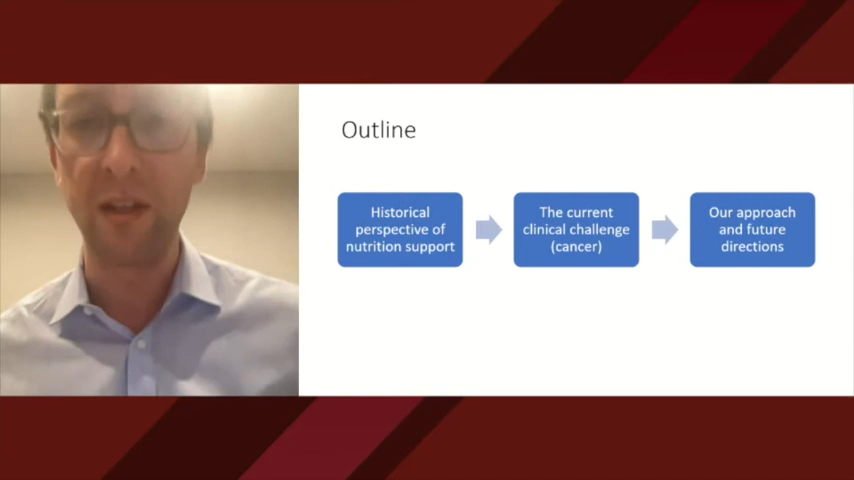 Outline
Historical
perspective of
nutrition support
The current
clinical challenge
(cancer)
Our approach
and future
directions